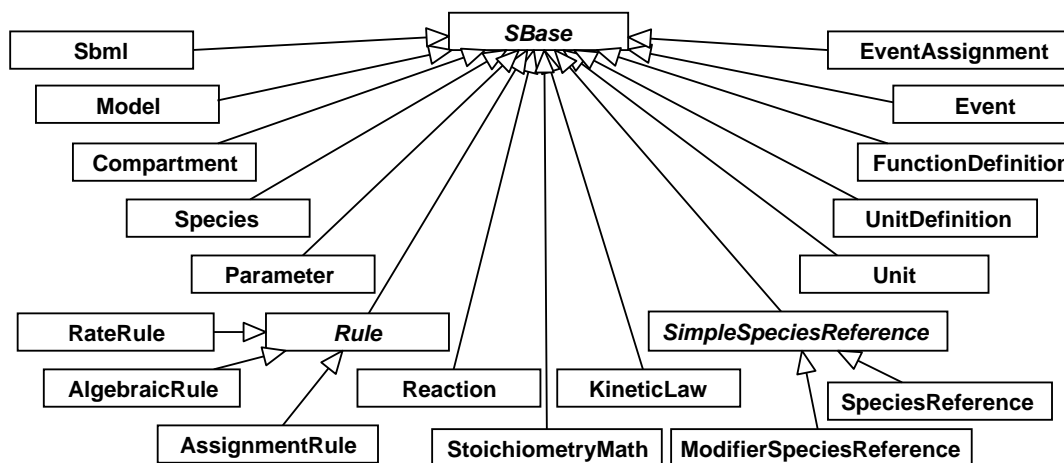 SBase
Sbml
EventAssignment
Model
Event
Compartment
FunctionDefinition
Species
UnitDefinition
Parameter
Unit
RateRule
Rule
SimpleSpeciesReference
AlgebraicRule
Reaction
KineticLaw
SpeciesReference
AssignmentRule
StoichiometryMath
ModifierSpeciesReference